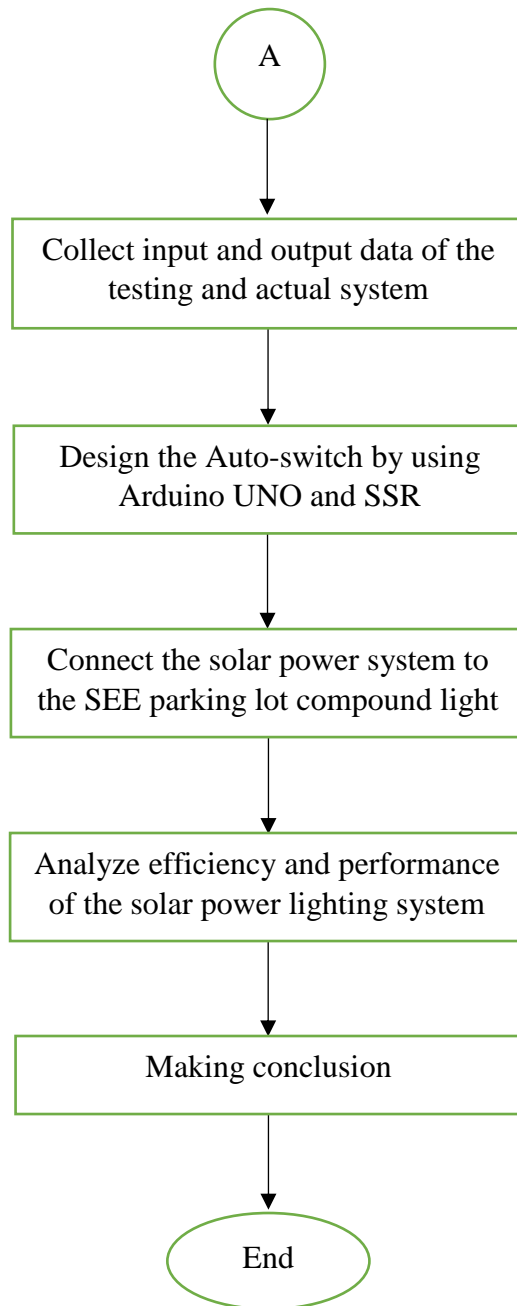 A
Collect input and output data of the
testing and actual system
Design the Auto-switch by using
Arduino UNO and SSR
Connect the solar power system to
the SEE parking lot compound light
Analyze efficiency and performance
of the solar power lighting system
Making conclusion
End